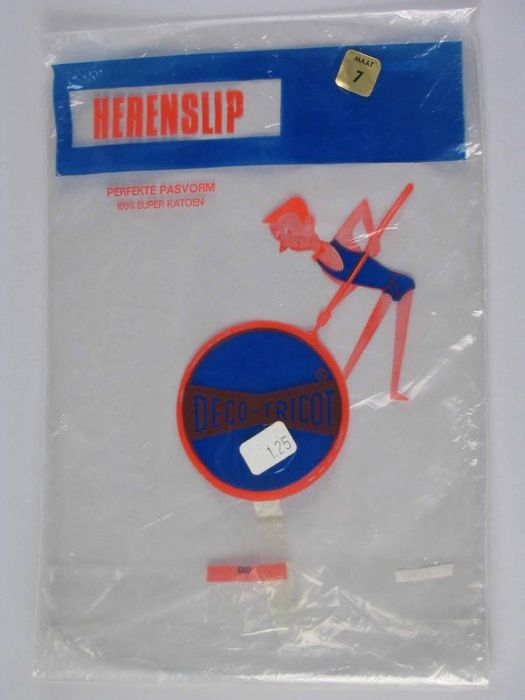 MAAT
7
HERENSLIP
PERFEKTE PASVORM
100% SUPER KATOEN
®
DECO-TRICOT
1.25